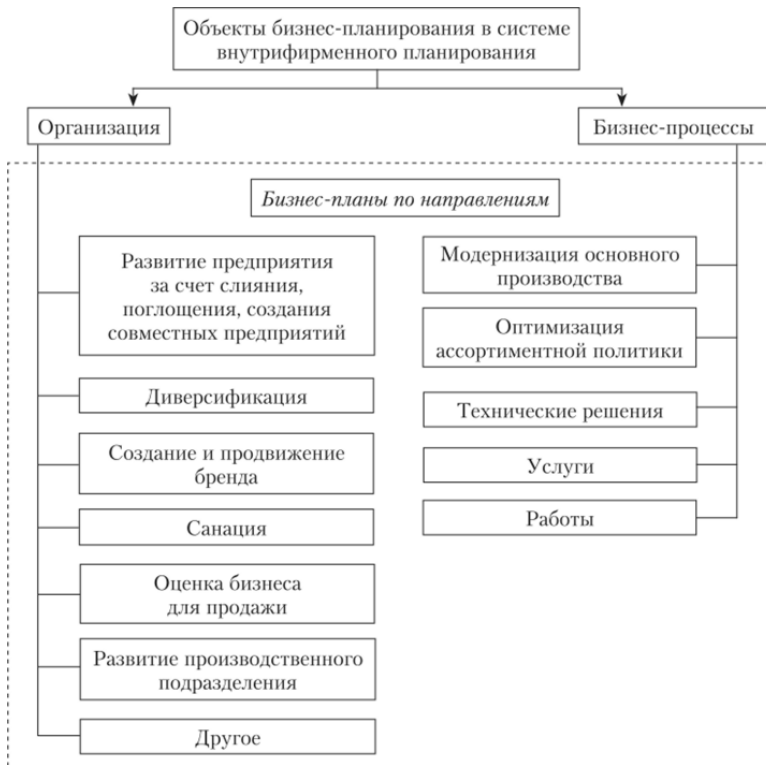 Объекты бизнес-планирования в системе
внутрифирменного планирования
Организация
Бизнес-процессы
Бизнес-планы по направлениям
Развитие предприятия
за счет слияния,
поглощения, создания
совместных предприятий
Диверсификация
Создание и продвижение
бренда
Санация
Оценка бизнеса
для продажи
Развитие производственного
подразделения
Другое
Модернизация основного
производства
Оптимизация
ассортиментной политики
Технические решения
Услуги
Работы